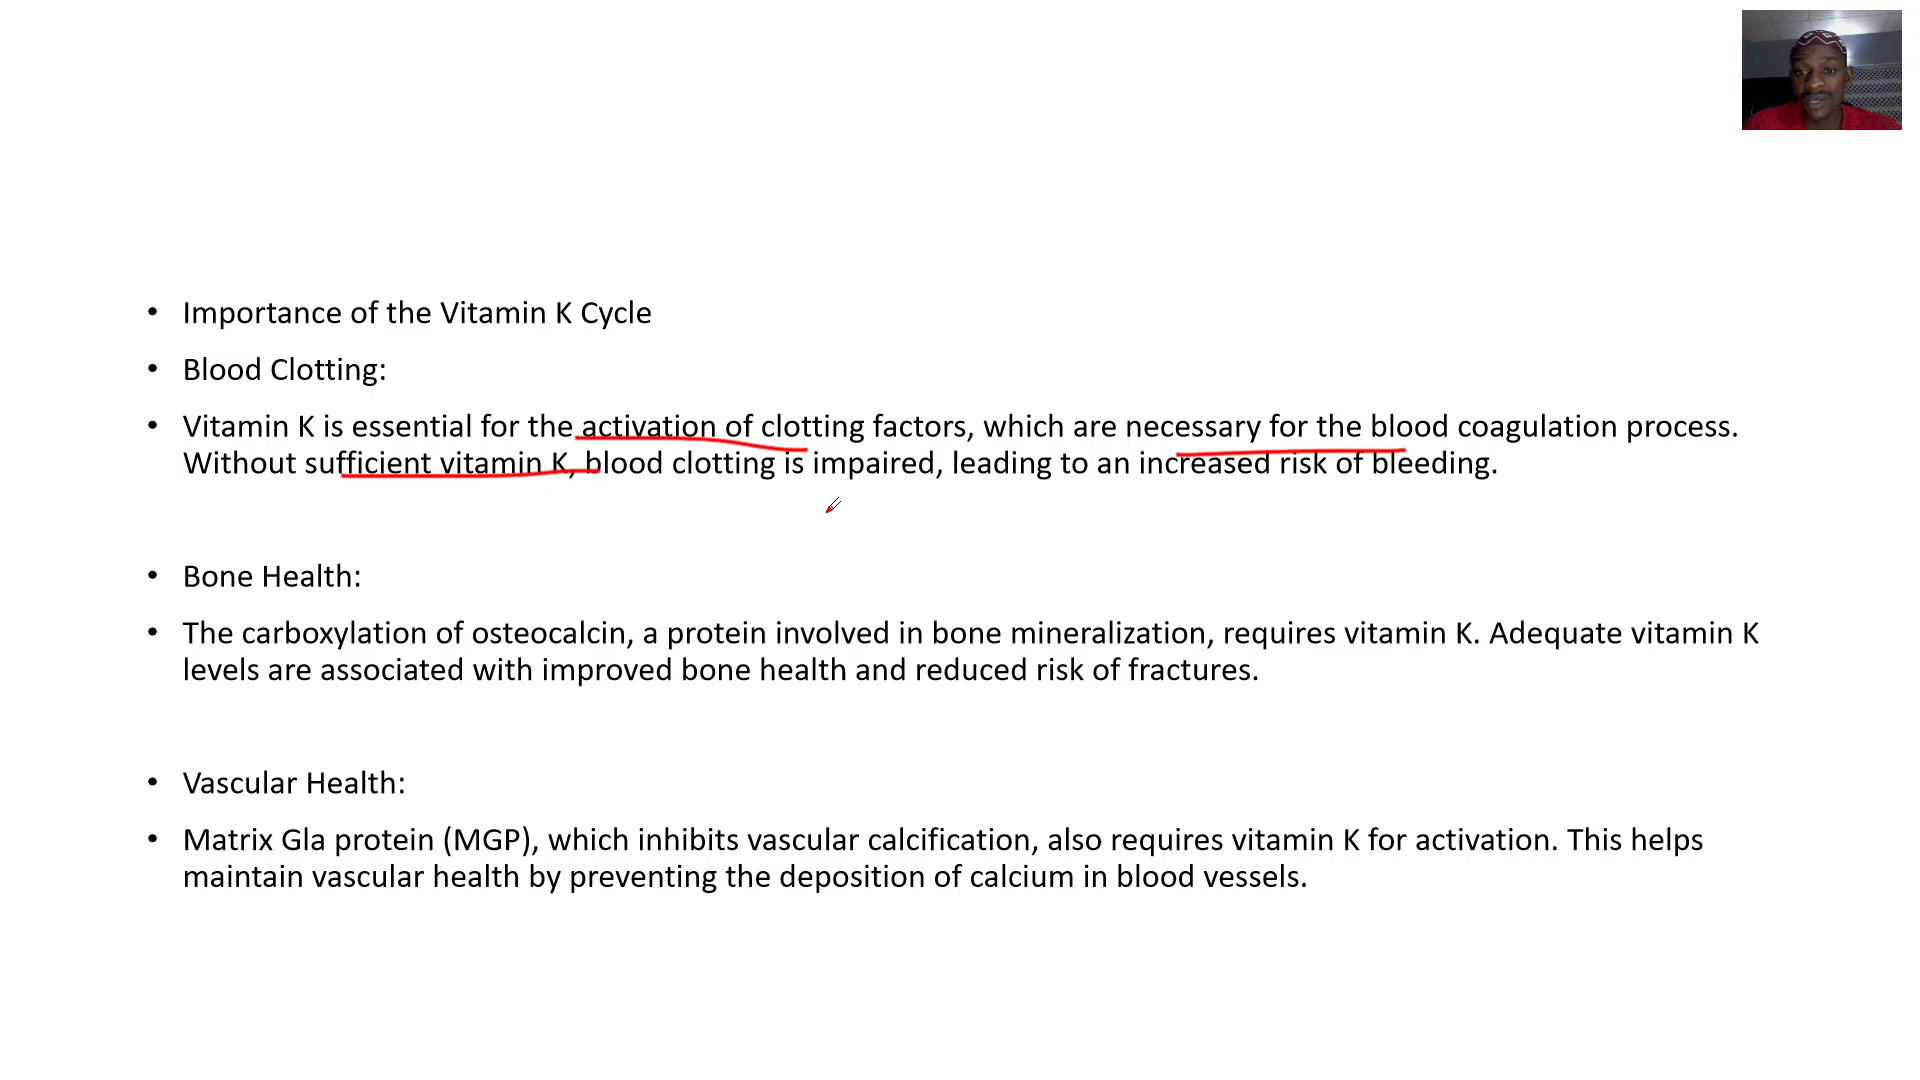 • Importance of the Vitamin K Cycle
• Blood Clotting:
• Vitamin K is essential for the activation of clotting factors, which are necessary for the blood coagulation process.
Without sufficient vitamin K, blood clotting is impaired, leading to an increased risk of bleeding.
• Bone Health:
• The carboxylation of osteocalcin, a protein involved in bone mineralization, requires vitamin K. Adequate vitamin K
levels are associated with improved bone health and reduced risk of fractures.
• Vascular Health:
• Matrix Gla protein (MGP), which inhibits vascular calcification, also requires vitamin K for activation. This helps
maintain vascular health by preventing the deposition of calcium in blood vessels.